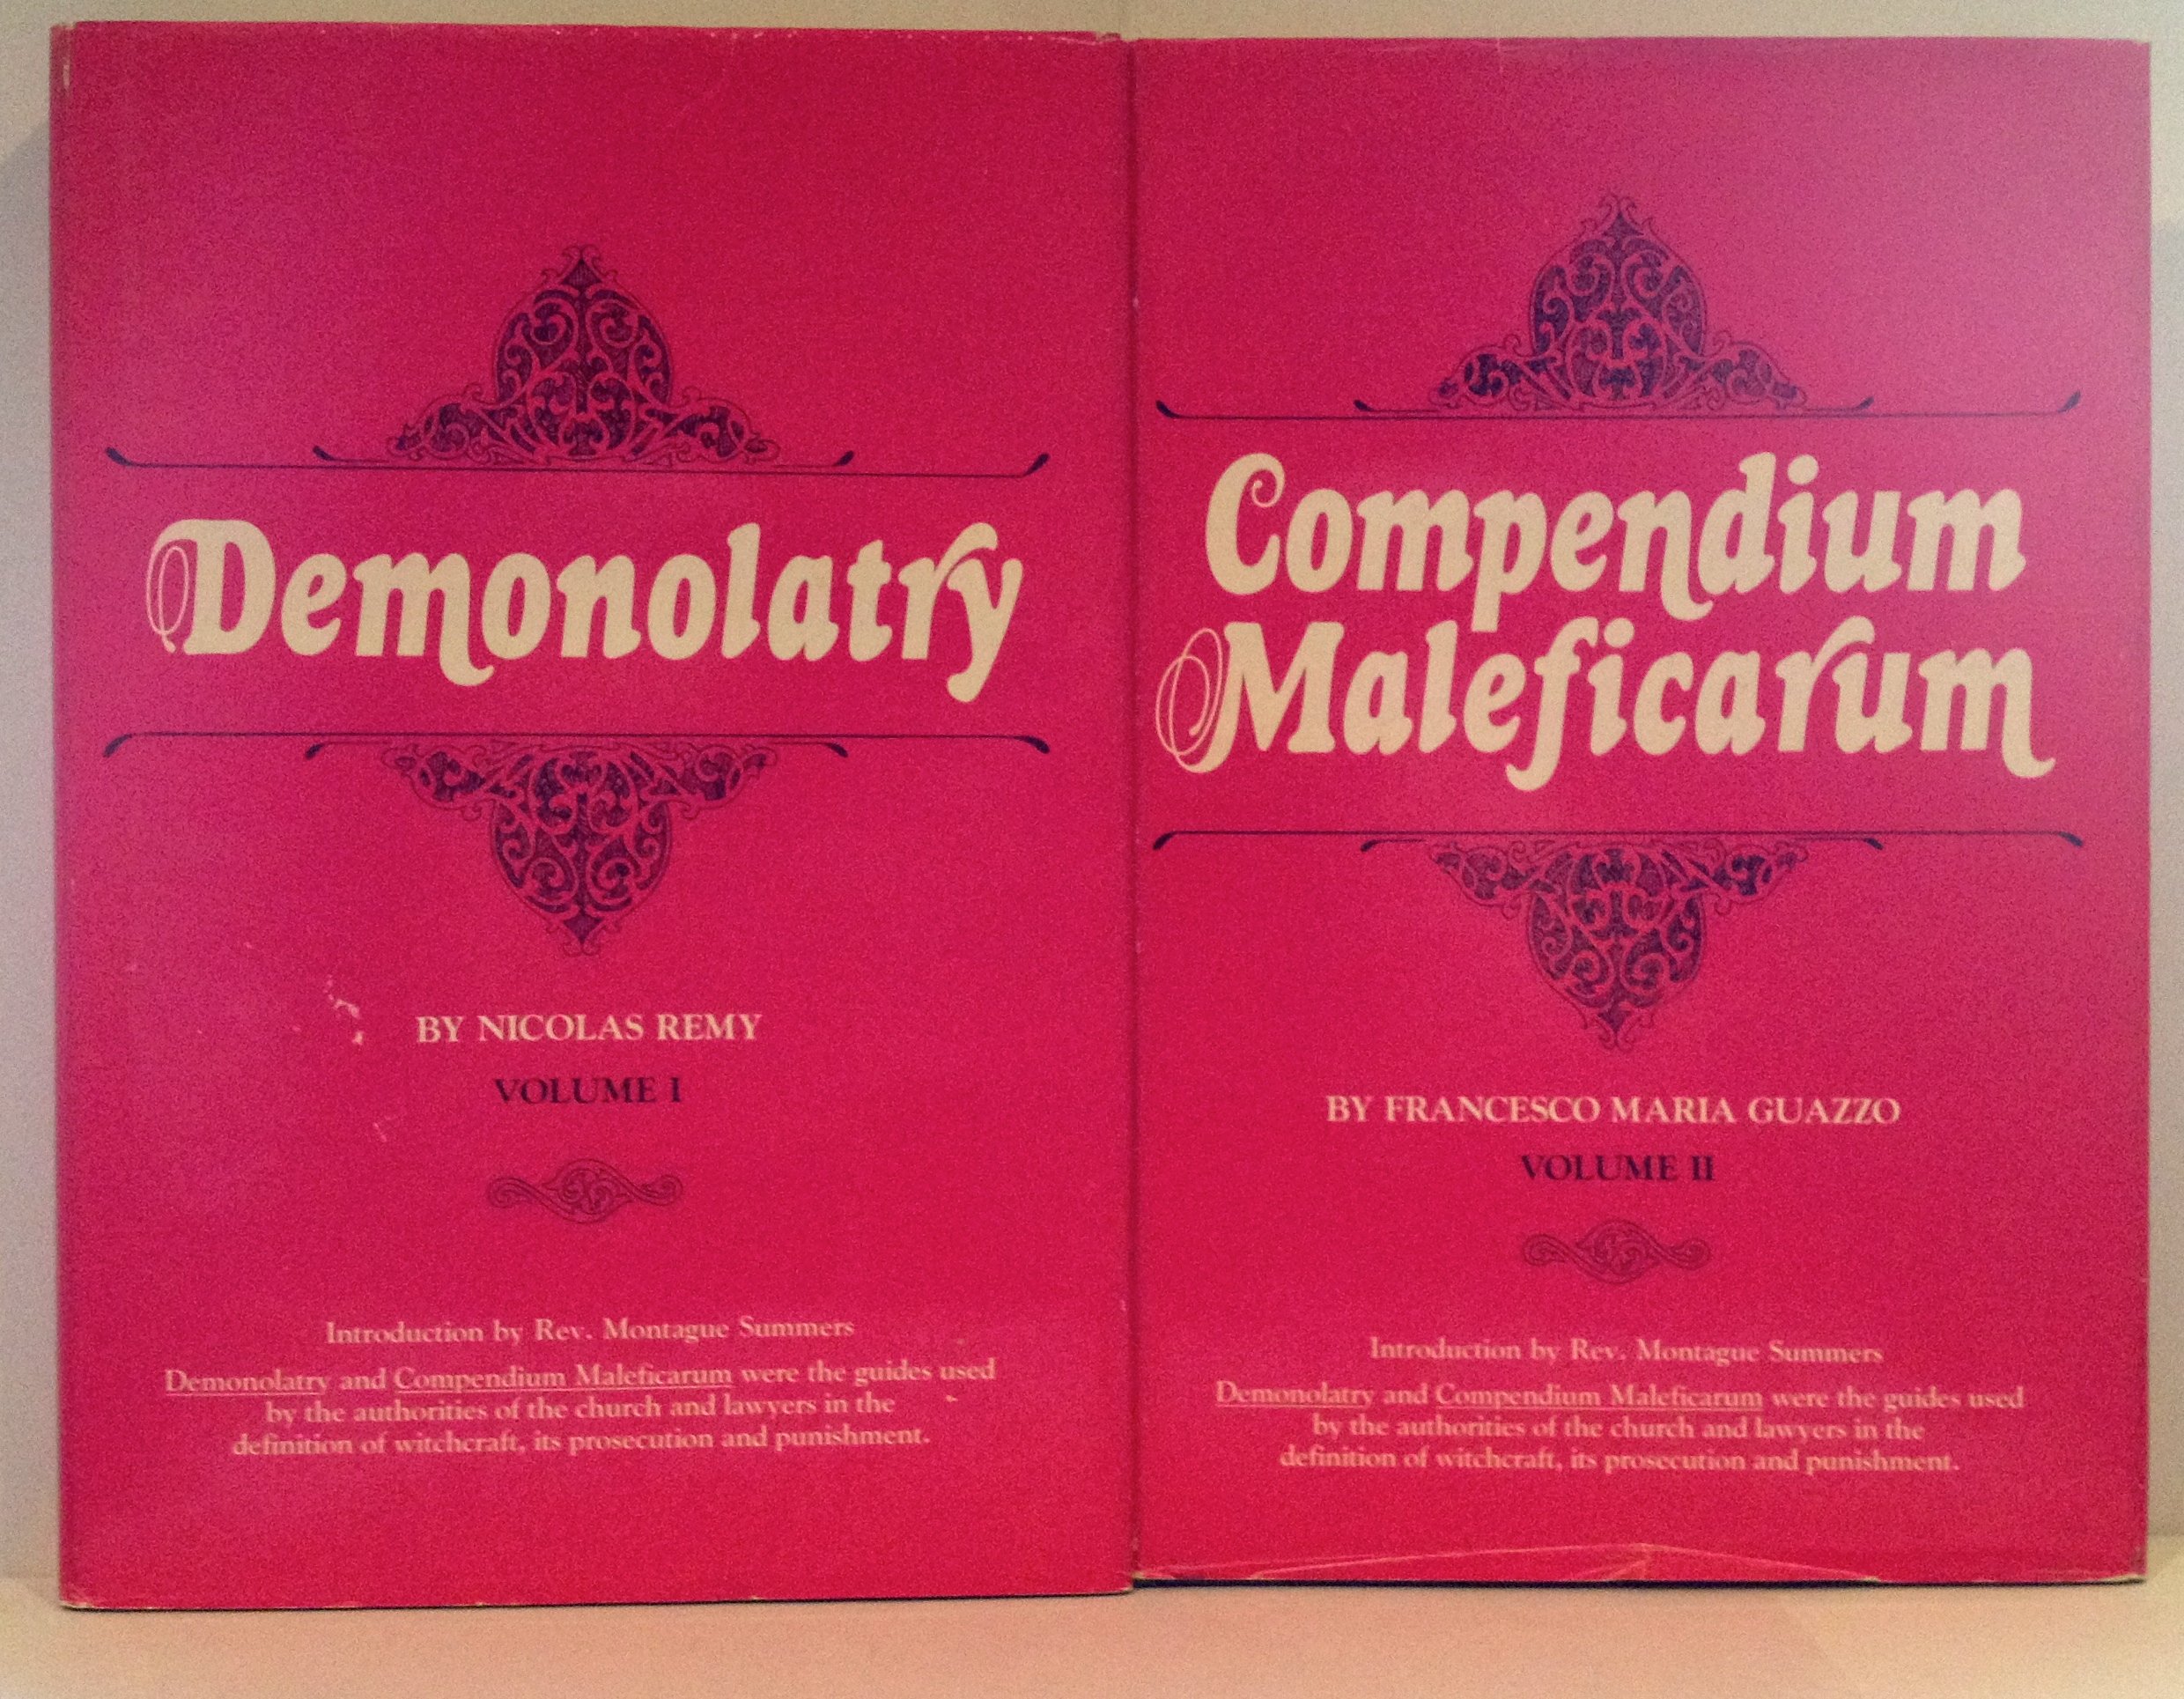 Demonolatry
BY NICOLAS REMY
VOLUME I
Introduction by Rev. Montague Summers
Demonolatry and Compendium Maleficarum were the guides used
by the authorities of the church and lawyers in the
definition of witchcraft, its prosecution and punishment.
Compendium
Maleficarum
BY FRANCESCO MARIA GUAZZO
VOLUME II
Introduction by Rev. Montague Summers
Demonolatry and Compendium Maleficarum were the guides used
by the authorities of the church and lawyers in the
definition of witchcraft, its prosecution and punishment.